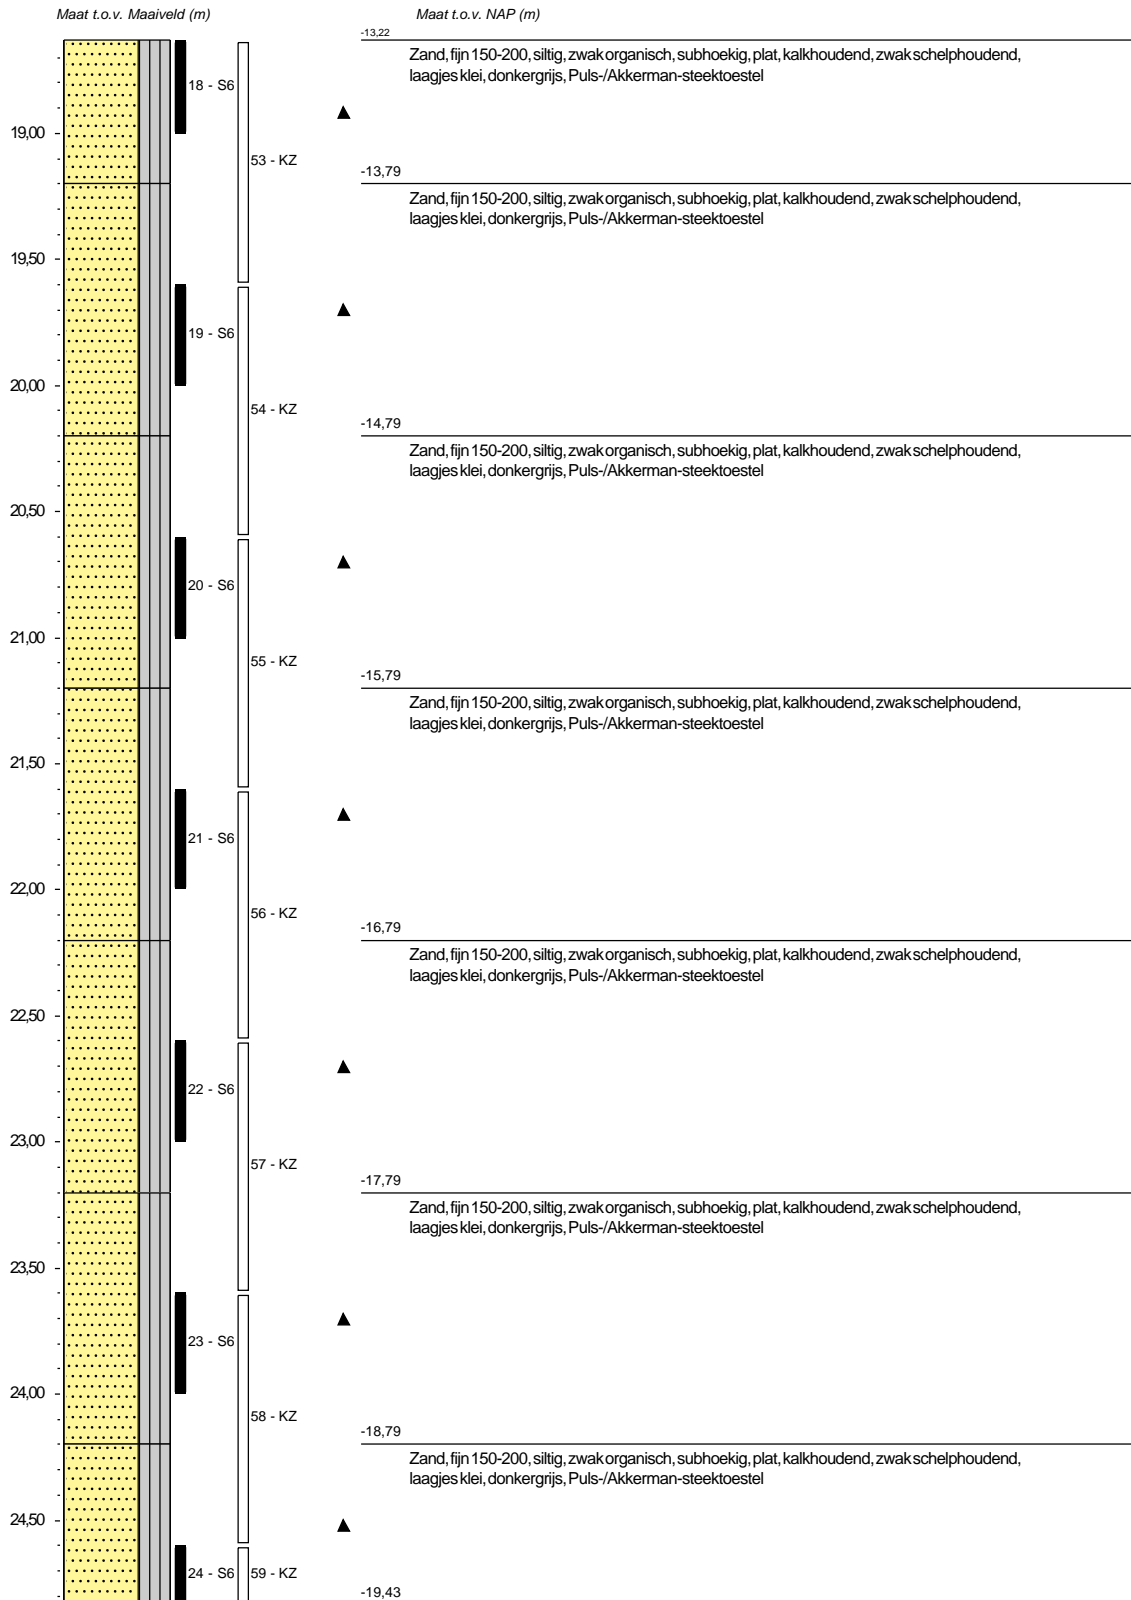 Maat t.o.v. Maaiveld (m)
Maat t.o.v. NAP (m)
-13,22
Zand, fijn 150-200, siltig, zwak organisch, subhoekig, plat, kalkhoudend, zwak schelphoudend,
laagjes klei, donkergrijs, Puls-/Akkerman-steektoestel
18 - S6
19,00
53 - KZ
-13,79
Zand, fijn 150-200, siltig, zwak organisch, subhoekig, plat, kalkhoudend, zwak schelphoudend,
laagjes klei, donkergrijs, Puls-/Akkerman-steektoestel
19,50
19 - S6
20,00
54 - KZ
-14,79
Zand, fijn 150-200, siltig, zwak organisch, subhoekig, plat, kalkhoudend, zwak schelphoudend,
laagjes klei, donkergrijs, Puls-/Akkerman-steektoestel
20,50
20 - S6
21,00
55 - KZ
-15,79
Zand, fijn 150-200, siltig, zwak organisch, subhoekig, plat, kalkhoudend, zwak schelphoudend,
laagjes klei, donkergrijs, Puls-/Akkerman-steektoestel
21,50
21 - S6
22,00
56 - KZ
-16,79
Zand, fijn 150-200, siltig, zwak organisch, subhoekig, plat, kalkhoudend, zwak schelphoudend,
laagjes klei, donkergrijs, Puls-/Akkerman-steektoestel
22,50
22 - S6
23,00
57 - KZ
-17,79
Zand, fijn 150-200, siltig, zwak organisch, subhoekig, plat, kalkhoudend, zwak schelphoudend,
laagjes klei, donkergrijs, Puls-/Akkerman-steektoestel
23,50
23 - S6
24,00
58 - KZ
-18,79
Zand, fijn 150-200, siltig, zwak organisch, subhoekig, plat, kalkhoudend, zwak schelphoudend,
laagjes klei, donkergrijs, Puls-/Akkerman-steektoestel
24,50
24 - S6
59 - KZ
-19,43